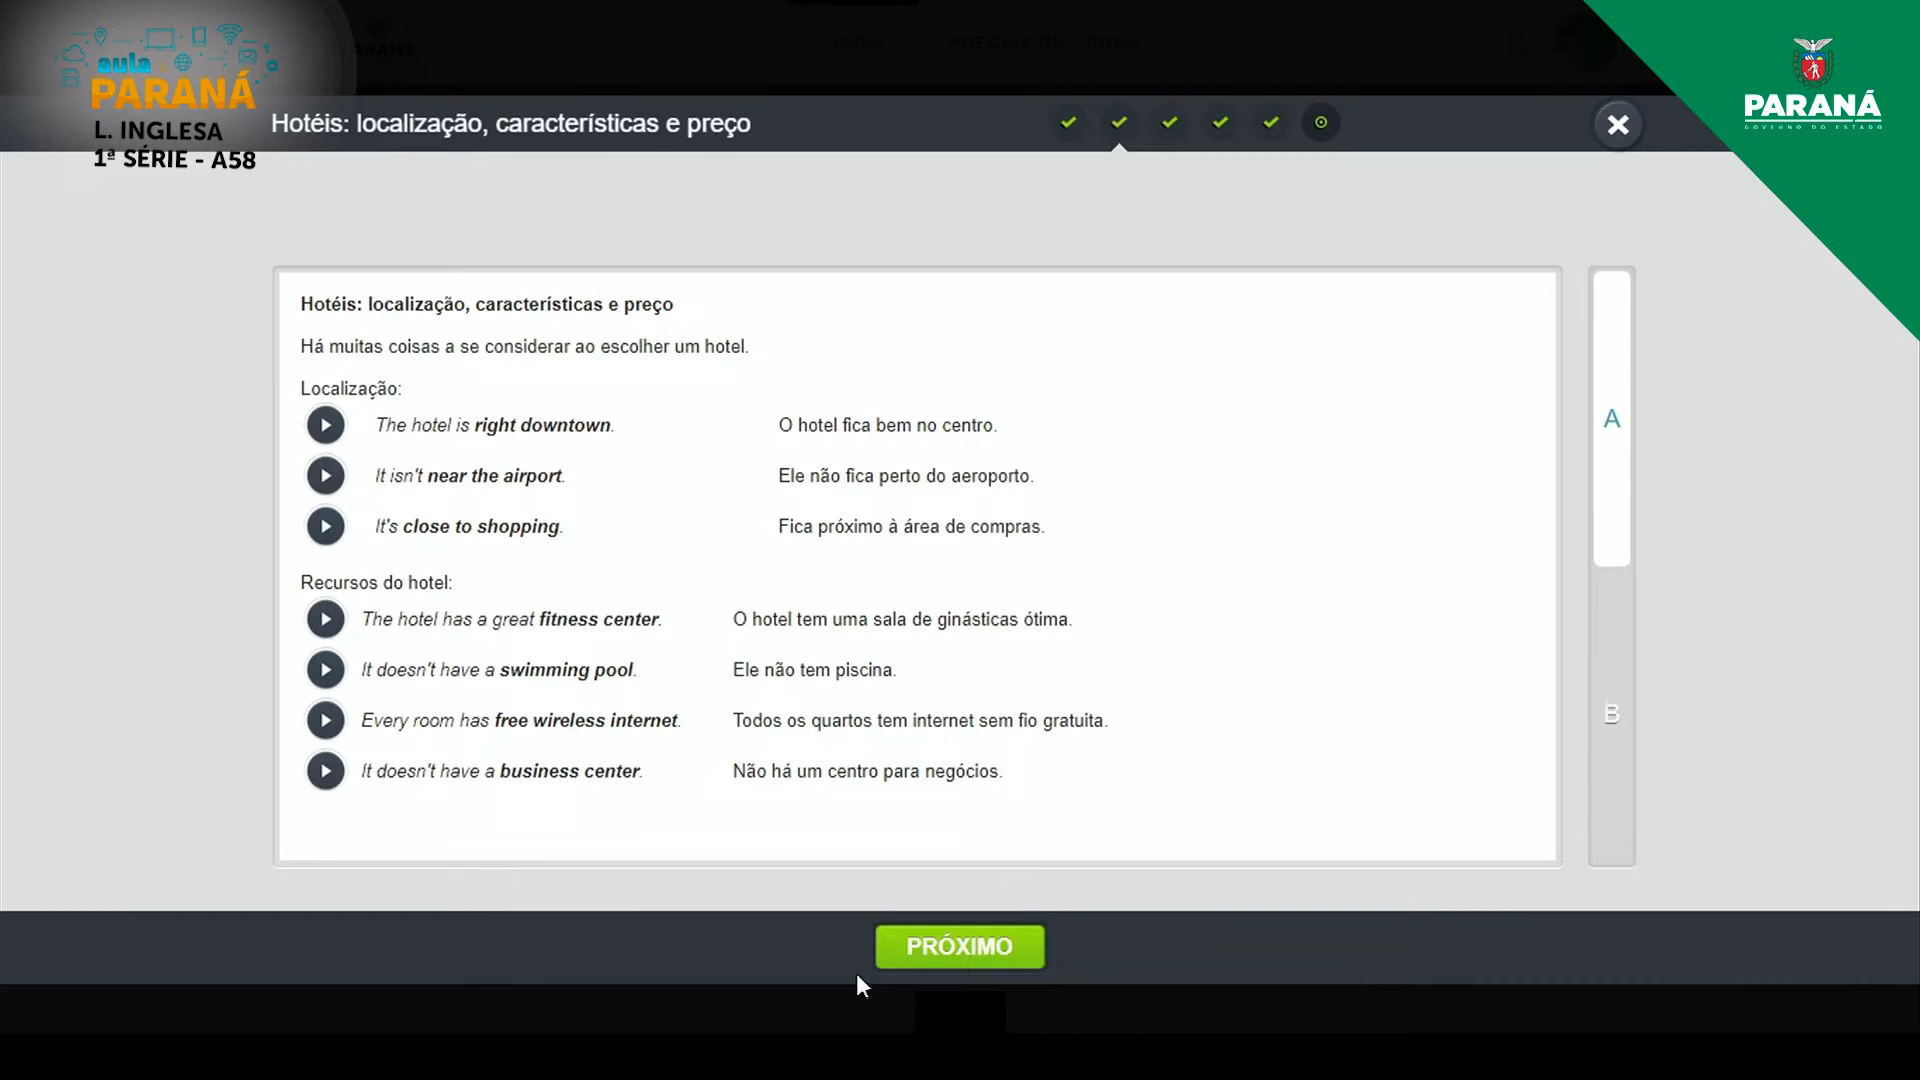 aula
PARANÁ
L. INGLESA
1ª SÉRIE - A58
Hotéis: localização, características e preço
PARANÁ
GOVERNO DO ESTADO
Hotéis: localização, características e preço
Há muitas coisas a se considerar ao escolher um hotel.
Localização:
The hotel is right downtown. O hotel fica bem no centro.
It isn't near the airport. Ele não fica perto do aeroporto.
It's close to shopping. Fica próximo à área de compras.
Recursos do hotel:
The hotel has a great fitness center. O hotel tem uma sala de ginásticas ótima.
It doesn't have a swimming pool. Ele não tem piscina.
Every room has free wireless internet. Todos os quartos tem internet sem fio gratuita.
It doesn't have a business center. Não há um centro para negócios.
A
B
PRÓXIMO